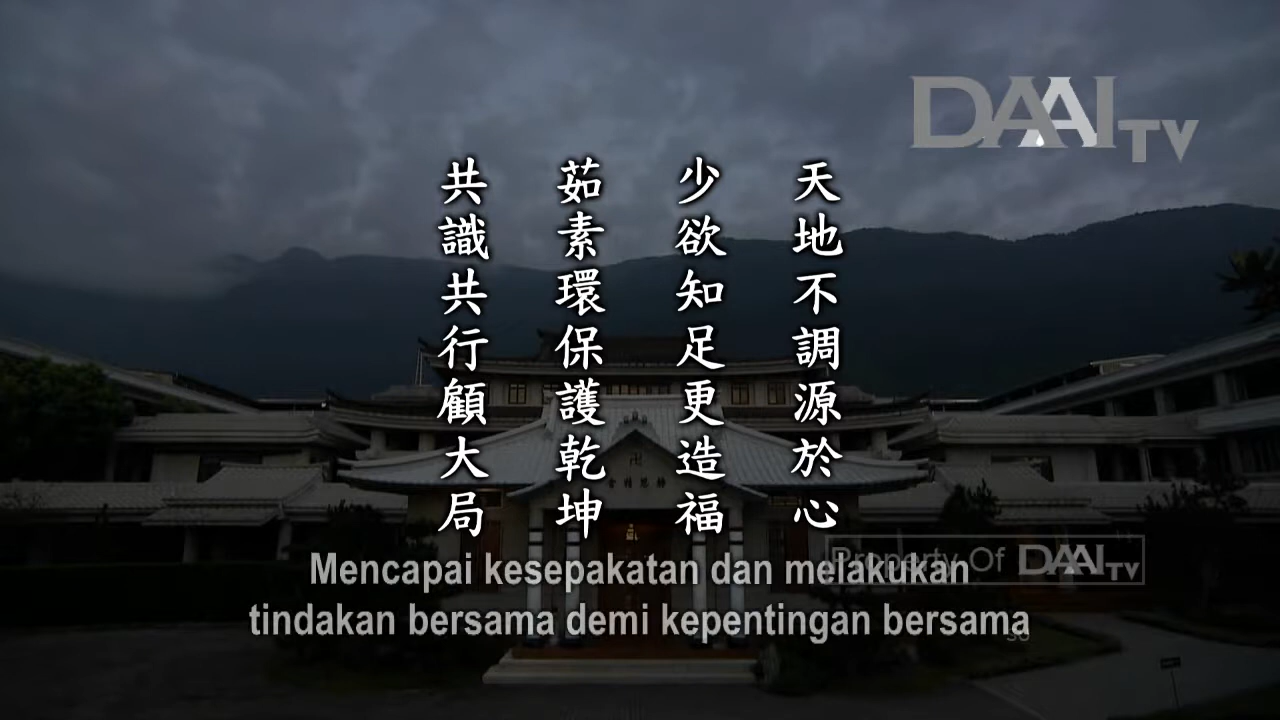 DAAI TV
天地不調源於心
少欲知足更造福
茹素環保護乾坤
共識共行顧大局
Property Of DAAI TV
Mencapai kesepakatan dan melakukan
tindakan bersama demi kepentingan bersama